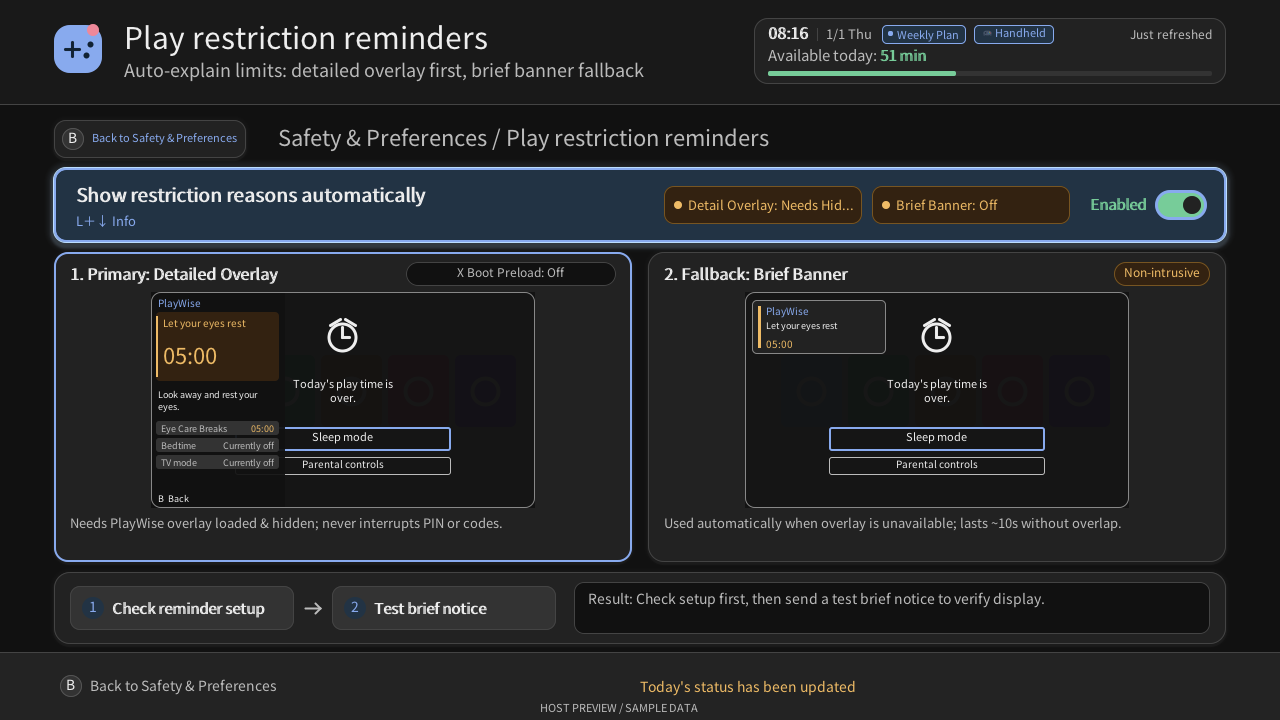 Play restriction reminders
Auto-explain limits: detailed overlay first, brief banner fallback
08:16 1/1 Thu Weekly Plan Handheld Just refreshed
Available today: 51 min
B Back to Safety & Preferences
Safety & Preferences / Play restriction reminders
Show restriction reasons automatically
L+↓ Info
Detail Overlay: Needs Hid...
Brief Banner: Off
Enabled
1. Primary: Detailed Overlay
X Boot Preload: Off
PlayWise
Let your eyes rest
05:00
Look away and rest your
eyes.
Eye Care Breaks 05:00
Bedtime Currently off
TV mode Currently off
B Back
Today's play time is
over.
Sleep mode
Parental controls
Needs PlayWise overlay loaded & hidden; never interrupts PIN or codes.
2. Fallback: Brief Banner
Non-intrusive
PlayWise
Let your eyes rest
05:00
Today's play time is
over.
Sleep mode
Parental controls
Used automatically when overlay is unavailable; lasts ~10s without overlap.
1 Check reminder setup → 2 Test brief notice
Result: Check setup first, then send a test brief notice to verify display.
B Back to Safety & Preferences
Today's status has been updated
HOST PREVIEW / SAMPLE DATA